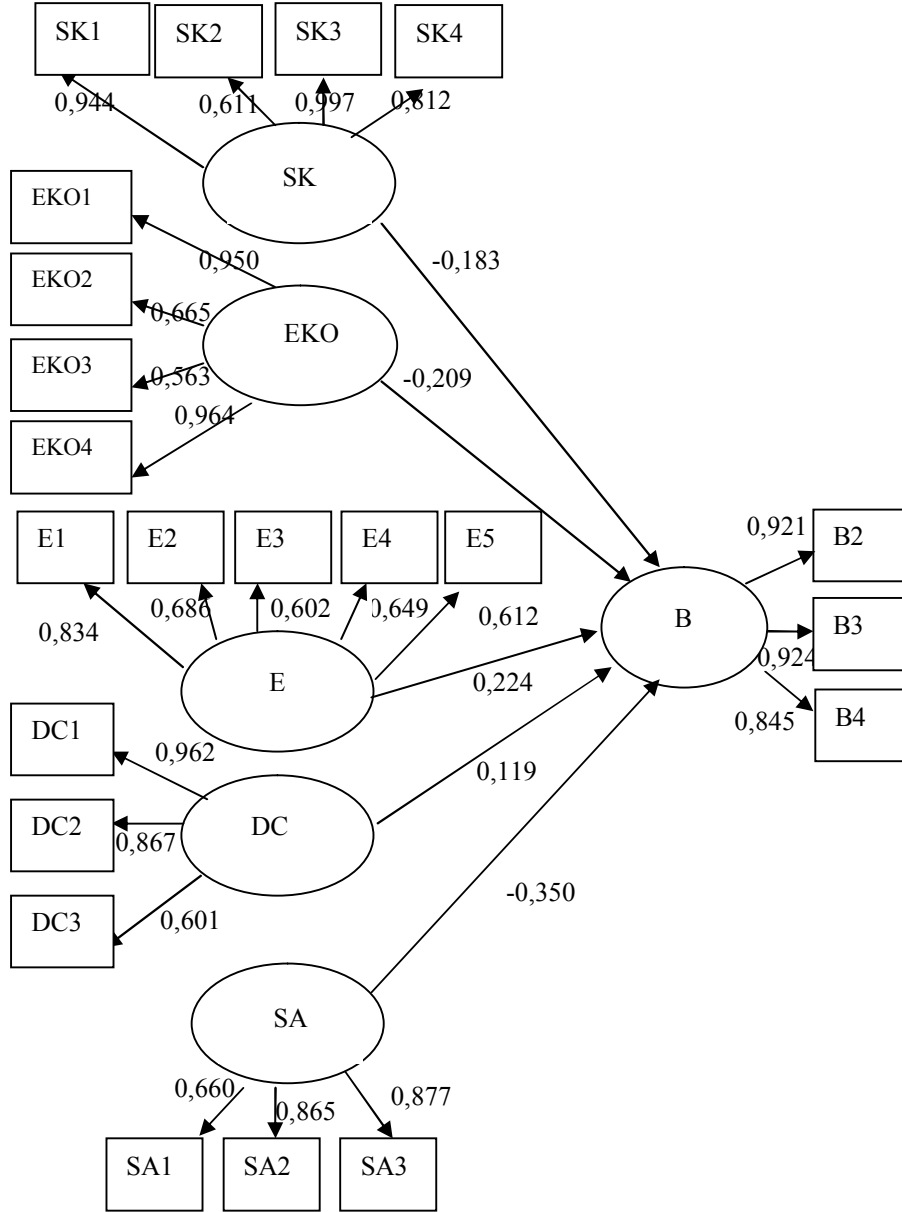 SK1 SK2 SK3 SK4
0,944 0,611 0,997 0,812
SK
EKO1
-0,183
0,950
EKO2
0,665
EKO
EKO3
0,563
-0,209
0,964
EKO4
E1 E2 E3 E4 E5
0,921
B2
0,834
0,686 0,602 0,649 0,612
B
B3
0,924
E
0,224
DC1
0,845
B4
0,962
0,119
DC2
0,867
DC
DC3
0,601
-0,350
SA
0,660 0,865 0,877
SA1 SA2 SA3